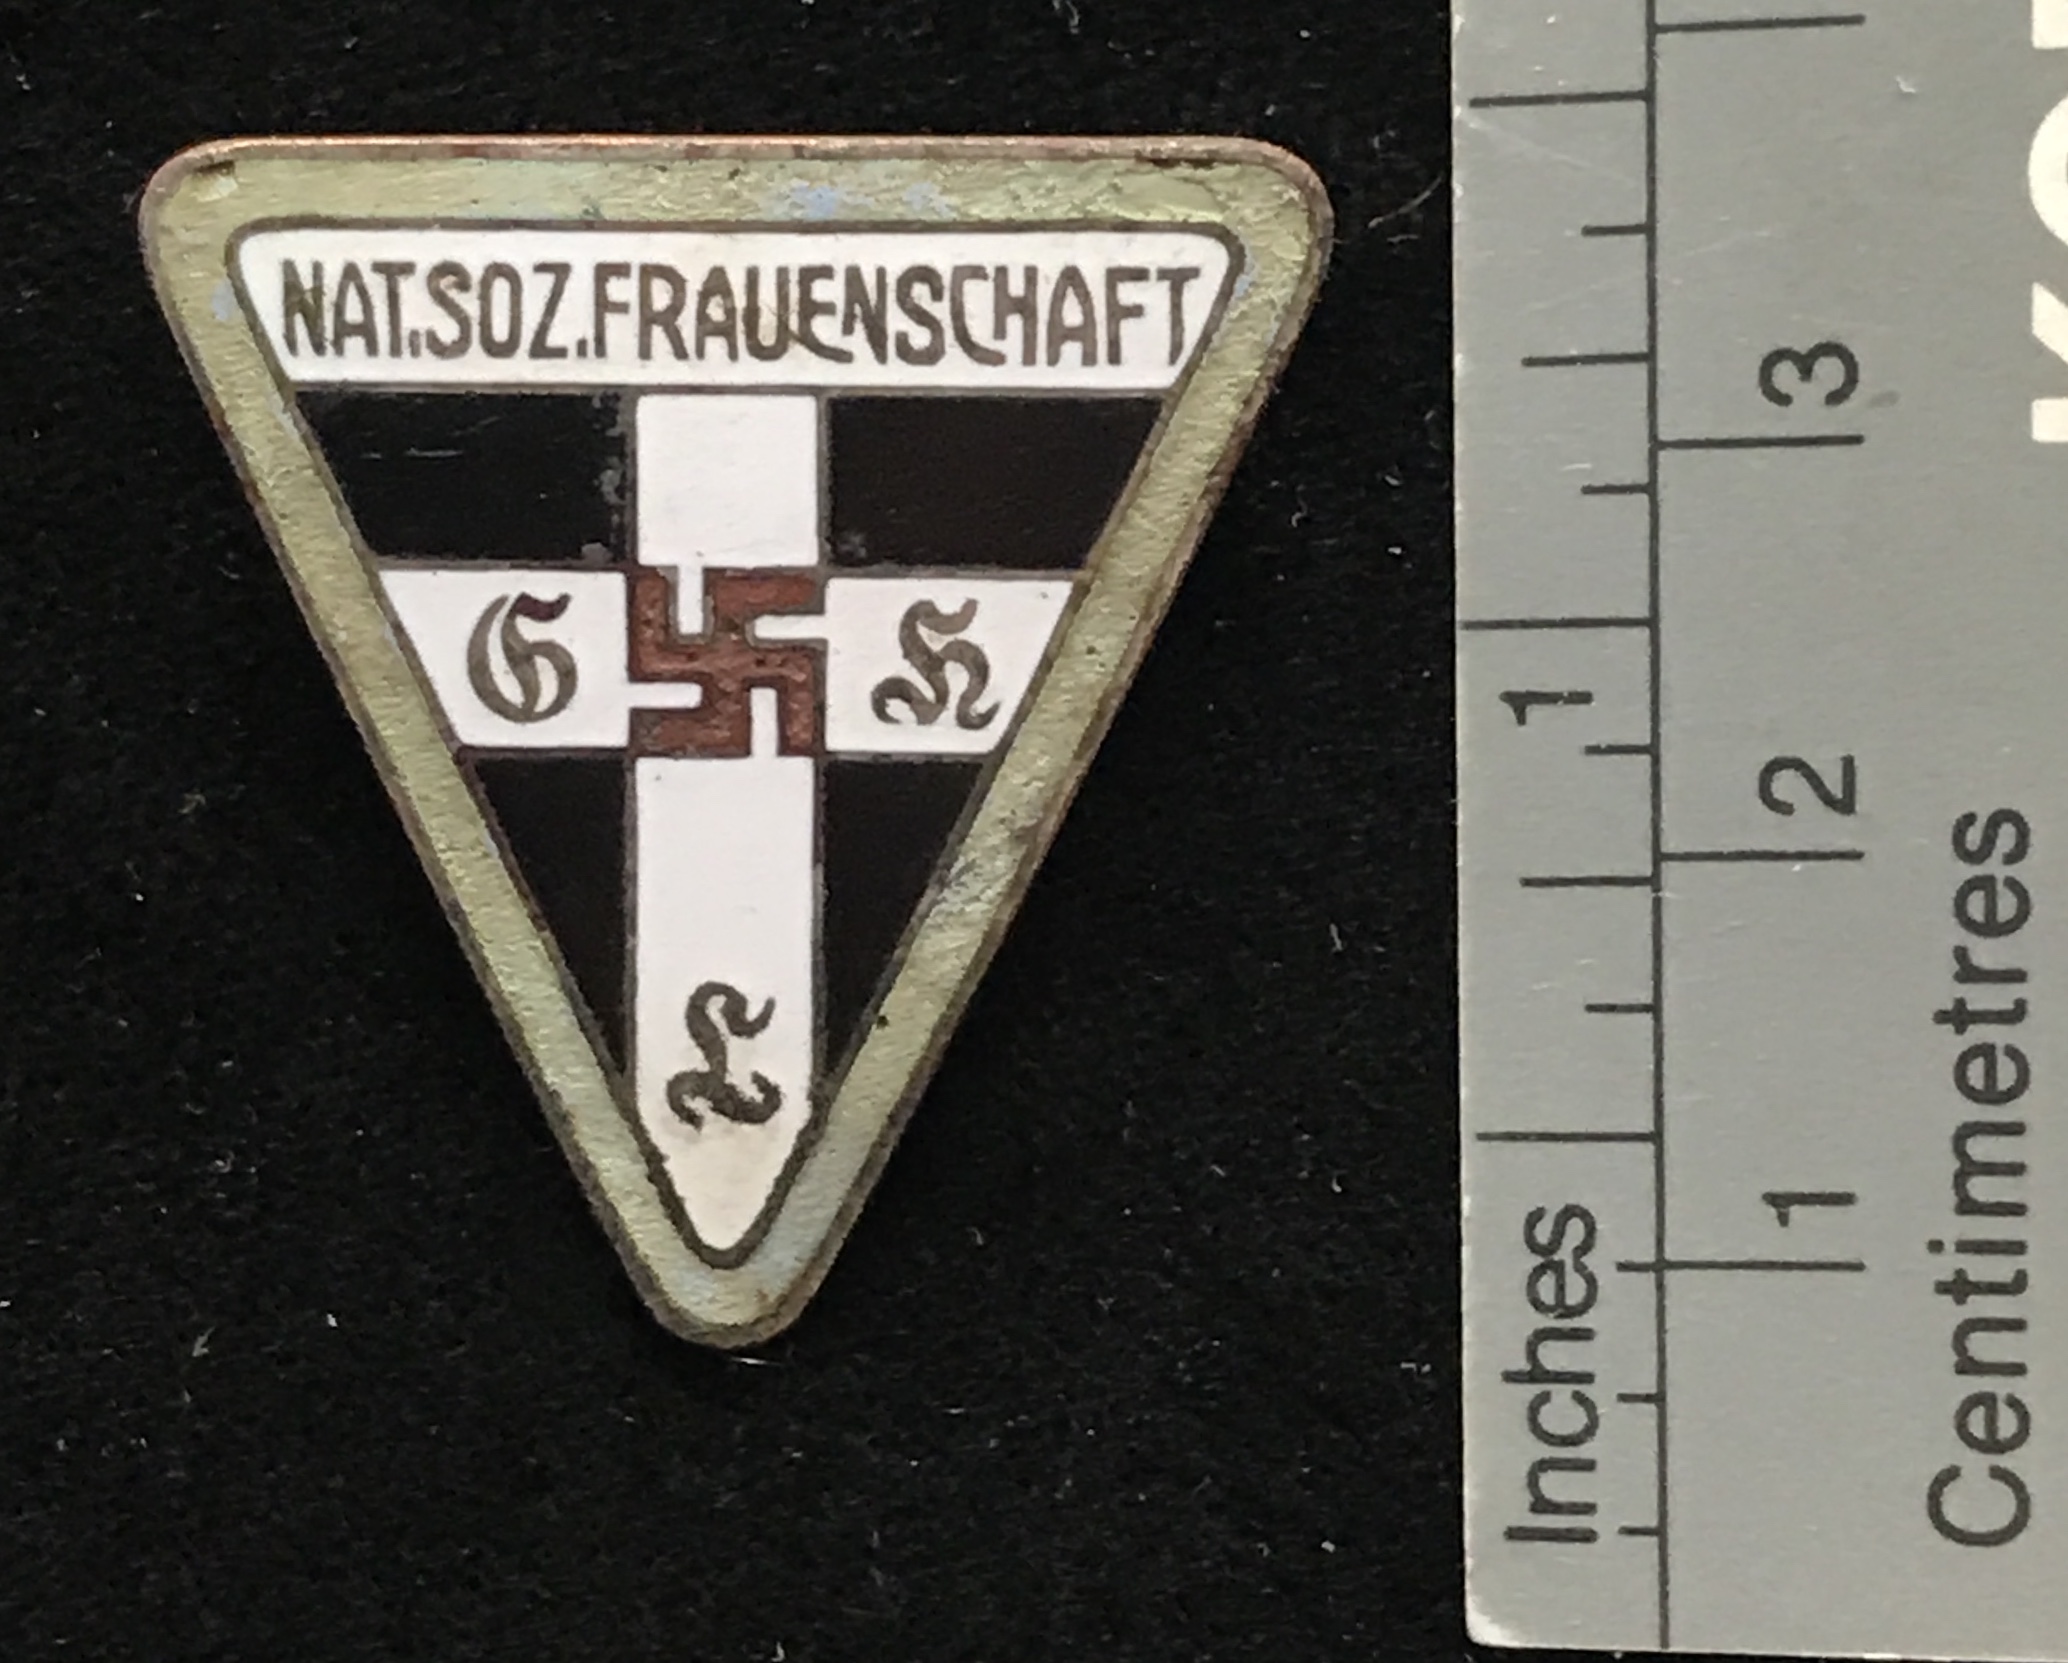 NAT.SOZ.FRAUENSCHAFT
G H
L
3
2
1
Centimetres
1
Inches